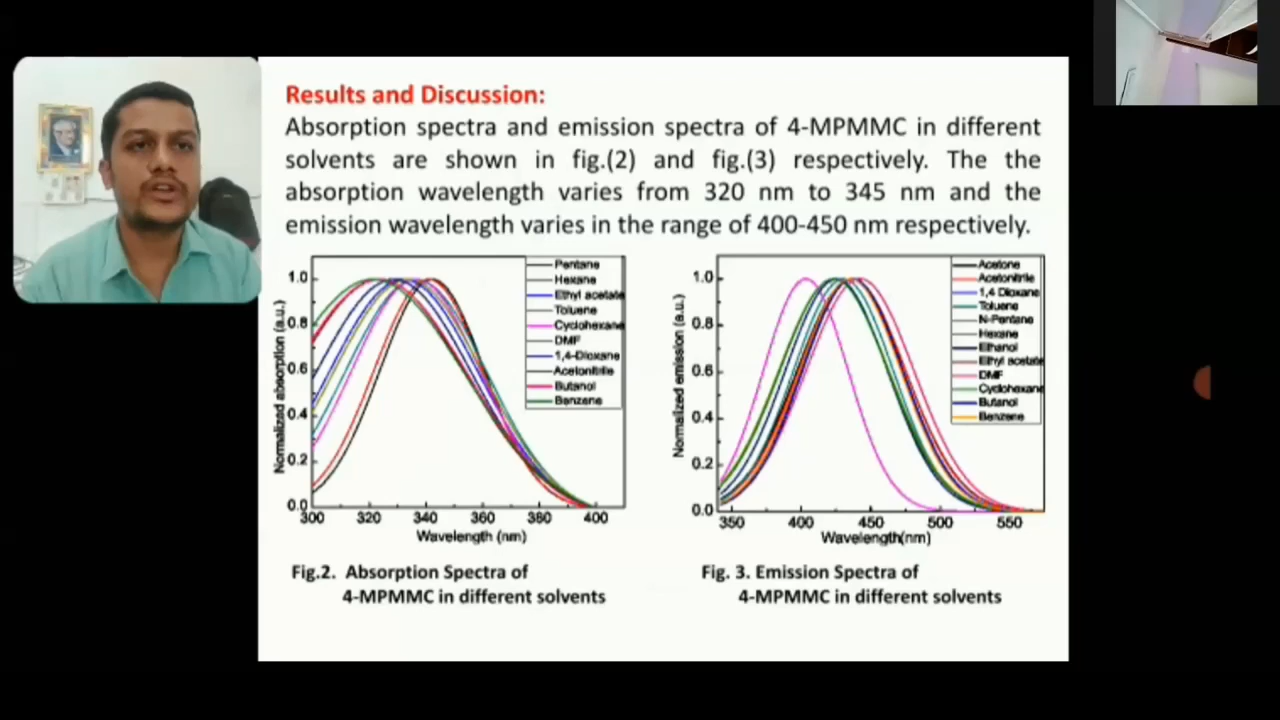 Results and Discussion:
Absorption spectra and emission spectra of 4-MPMMC in different
solvents are shown in fig.(2) and fig.(3) respectively. The the
absorption wavelength varies from 320 nm to 345 nm and the
emission wavelength varies in the range of 400-450 nm respectively.
Normalized absorption (a.u.)
1.0
0.8
0.6
0.4
0.2
0.0
300 320 340 360 380 400
Wavelength (nm)
Pentane
Hexane
Ethyl acetate
Toluene
Cyclohexane
DMF
1,4-Dioxane
Acetonitrile
Butanol
Benzene
Normalized emission (a.u.)
1.0
0.8
0.6
0.4
0.2
0.0
350 400 450 500 550
Wavelength(nm)
Acetone
Acetonitrile
1,4 Dioxane
Toluene
N-Pentane
Hexane
Ethanol
Ethyl acetate
DMF
Cyclohexane
Butanol
Benzene
Fig.2. Absorption Spectra of
4-MPMMC in different solvents
Fig. 3. Emission Spectra of
4-MPMMC in different solvents